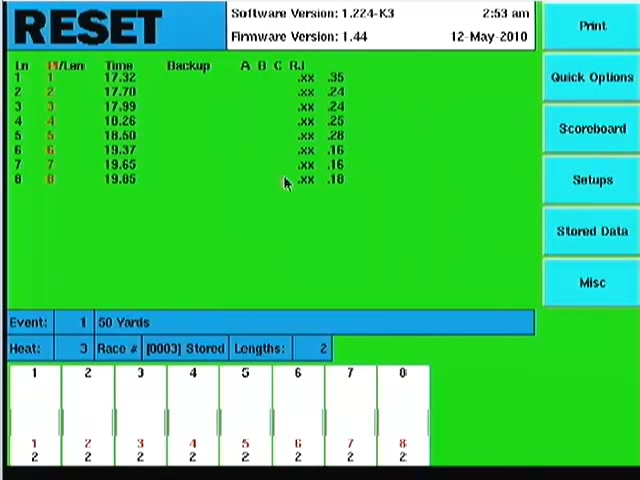 RESET
Software Version: 1.224-K3 2:53 am
Firmware Version: 1.44 12-May-2010
Ln Pl/Len Time Backup A B C RJ
1 1 17.32 .xx .35
2 2 17.70 .xx .24
3 3 17.99 .xx .24
4 4 18.26 .xx .25
5 5 .xx .28
6 6 19.37 .xx .16
7 7 19.65 .xx .16
8 8 19.85 .xx .18
Event: 1 50 Yards
Heat: 3 Race # [0003] Stored Lengths: 2
1 2 3 4 5 6 7 8
1 2 3 4 5 6 7 8
2 2 2 2 2 2 2 2
Print
Quick Options
Scoreboard
Setups
Stored Data
Misc